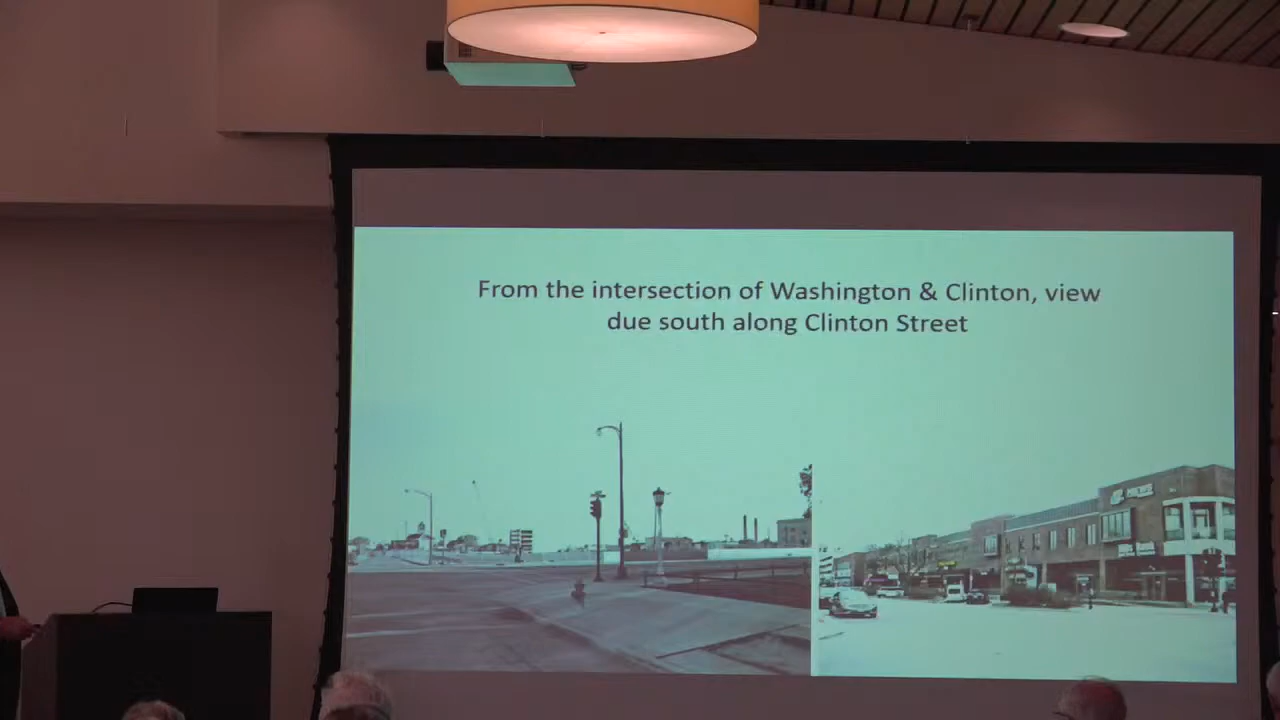 From the intersection of Washington & Clinton, view
due south along Clinton Street